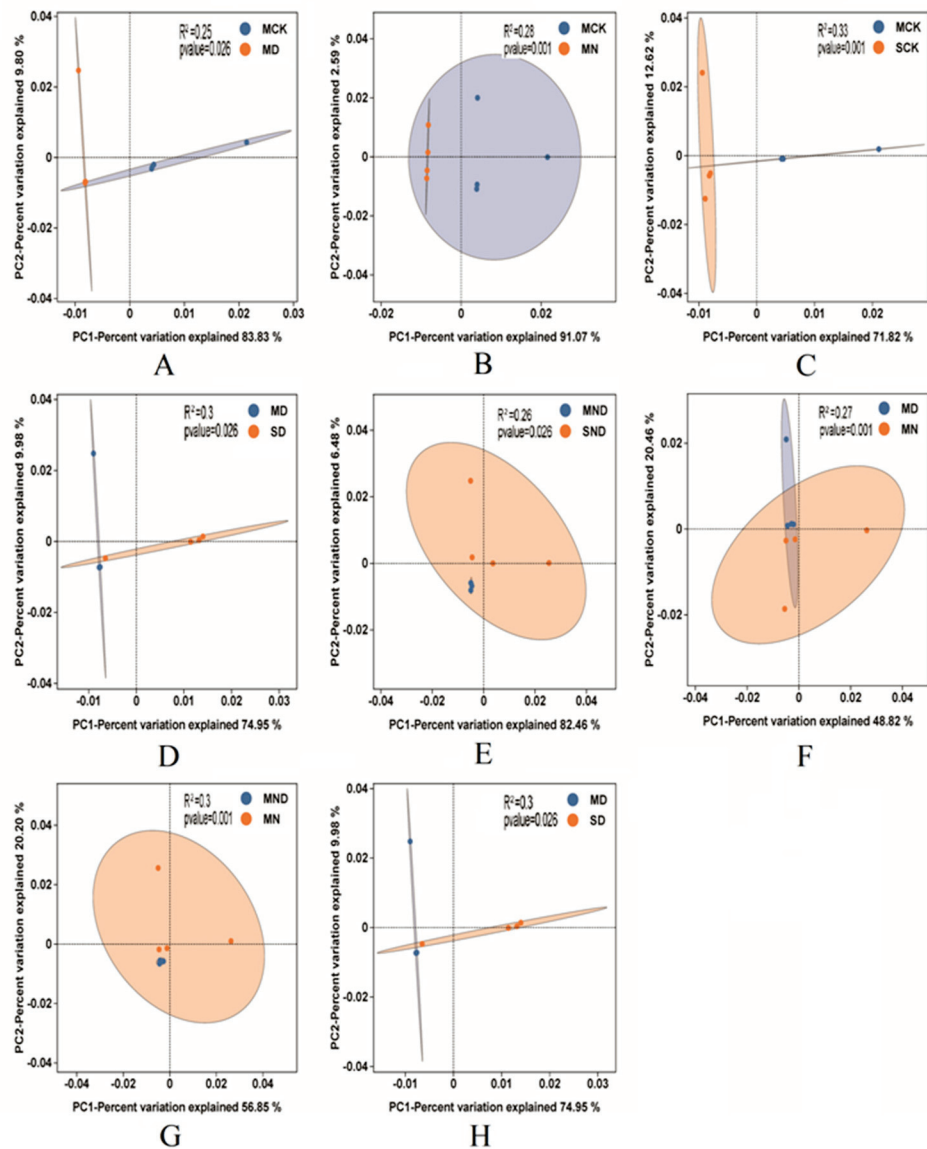 R²=0.25
pvalue=0.026
MCK
MD
PC2-Percent variation explained 9.80 %
0.04
0.02
0
-0.02
-0.04
-0.01
0
0.01
0.02
0.03
PC1-Percent variation explained 83.83 %
A
R²=0.28
pvalue=0.001
MCK
MN
PC2-Percent variation explained 2.59 %
0.04
0.02
0
-0.02
-0.04
-0.02
0
0.02
PC1-Percent variation explained 91.07 %
B
R²=0.33
pvalue=0.001
MCK
SCK
PC2-Percent variation explained 12.62 %
0.04
0.02
0
-0.02
-0.04
-0.01
0
0.01
0.02
PC1-Percent variation explained 71.82 %
C
R²=0.3
pvalue=0.026
MD
SD
PC2-Percent variation explained 9.98 %
0.04
0.02
0
-0.02
-0.04
-0.01
0
0.01
0.02
0.03
PC1-Percent variation explained 74.95 %
D
R²=0.26
pvalue=0.026
MND
SND
PC2-Percent variation explained 6.48 %
0.04
0.02
0
-0.02
-0.04
-0.02
0
0.02
0.04
PC1-Percent variation explained 82.46 %
E
R²=0.27
pvalue=0.001
MD
MN
PC2-Percent variation explained 20.46 %
0.02
0
-0.02
-0.04
-0.02
0
0.02
0.04
PC1-Percent variation explained 48.82 %
F
R²=0.3
pvalue=0.001
MND
MN
PC2-Percent variation explained 20.20 %
0.04
0.02
0
-0.02
-0.04
-0.04
-0.02
0
0.02
0.04
PC1-Percent variation explained 56.85 %
G
R²=0.3
pvalue=0.026
MD
SD
PC2-Percent variation explained 9.98 %
0.04
0.02
0
-0.02
-0.04
-0.01
0
0.01
0.02
0.03
PC1-Percent variation explained 74.95 %
H